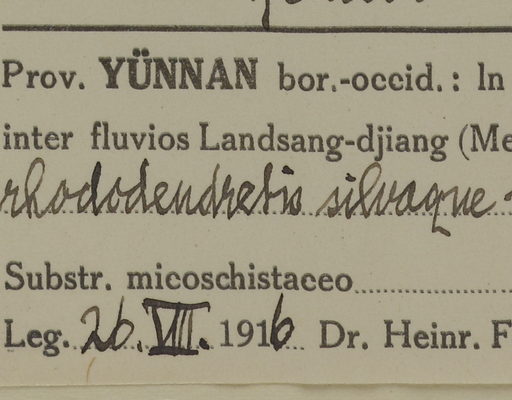 Prov. YÜNNAN bor.-occid.: In
inter fluvios Landsang-djiang (Me
rhododendretis silvaque
Substr. micoschistaceo
Leg. 26. VIII. 1916 Dr. Heinr. F